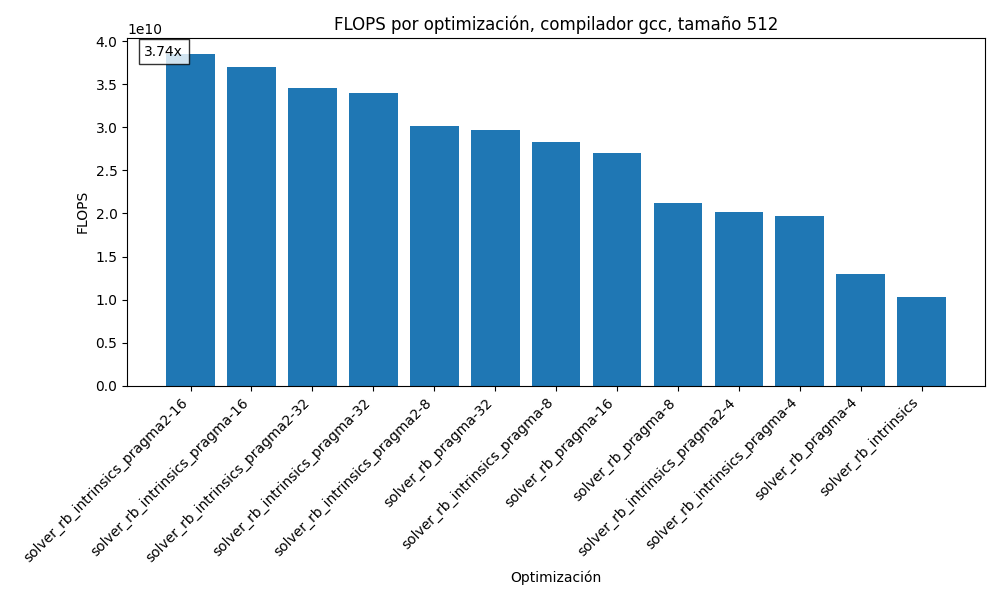 FLOPS por optimización, compilador gcc, tamaño 512
1e10
3.74x
4.0
3.5
3.0
2.5
2.0
1.5
1.0
0.5
0.0
FLOPS
solver_rb_intrinsics_pragma2-16
solver_rb_intrinsics_pragma-16
solver_rb_intrinsics_pragma2-32
solver_rb_intrinsics_pragma-32
solver_rb_intrinsics_pragma2-8
solver_rb_pragma-32
solver_rb_intrinsics_pragma-8
solver_rb_pragma-16
solver_rb_pragma-8
solver_rb_intrinsics_pragma2-4
solver_rb_intrinsics_pragma-4
solver_rb_pragma-4
solver_rb_intrinsics
Optimización